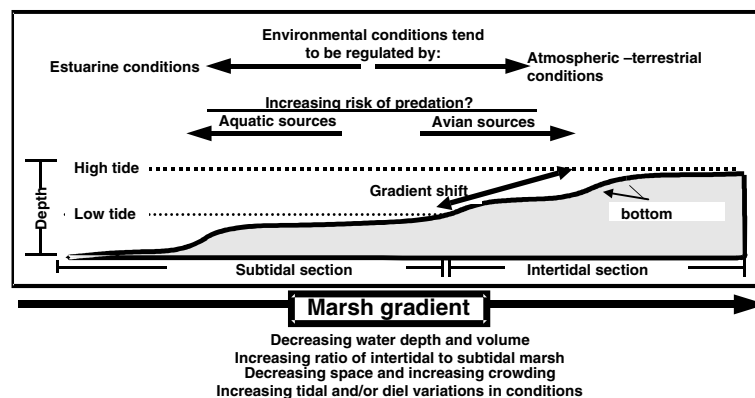 Environmental conditions tend
to be regulated by:
Estuarine conditions
Atmospheric –terrestrial
conditions
Increasing risk of predation?
Aquatic sources
Avian sources
High tide
Gradient shift
Depth
Low tide
bottom
Subtidal section
Intertidal section
Marsh gradient
Decreasing water depth and volume
Increasing ratio of intertidal to subtidal marsh
Decreasing space and increasing crowding
Increasing tidal and/or diel variations in conditions